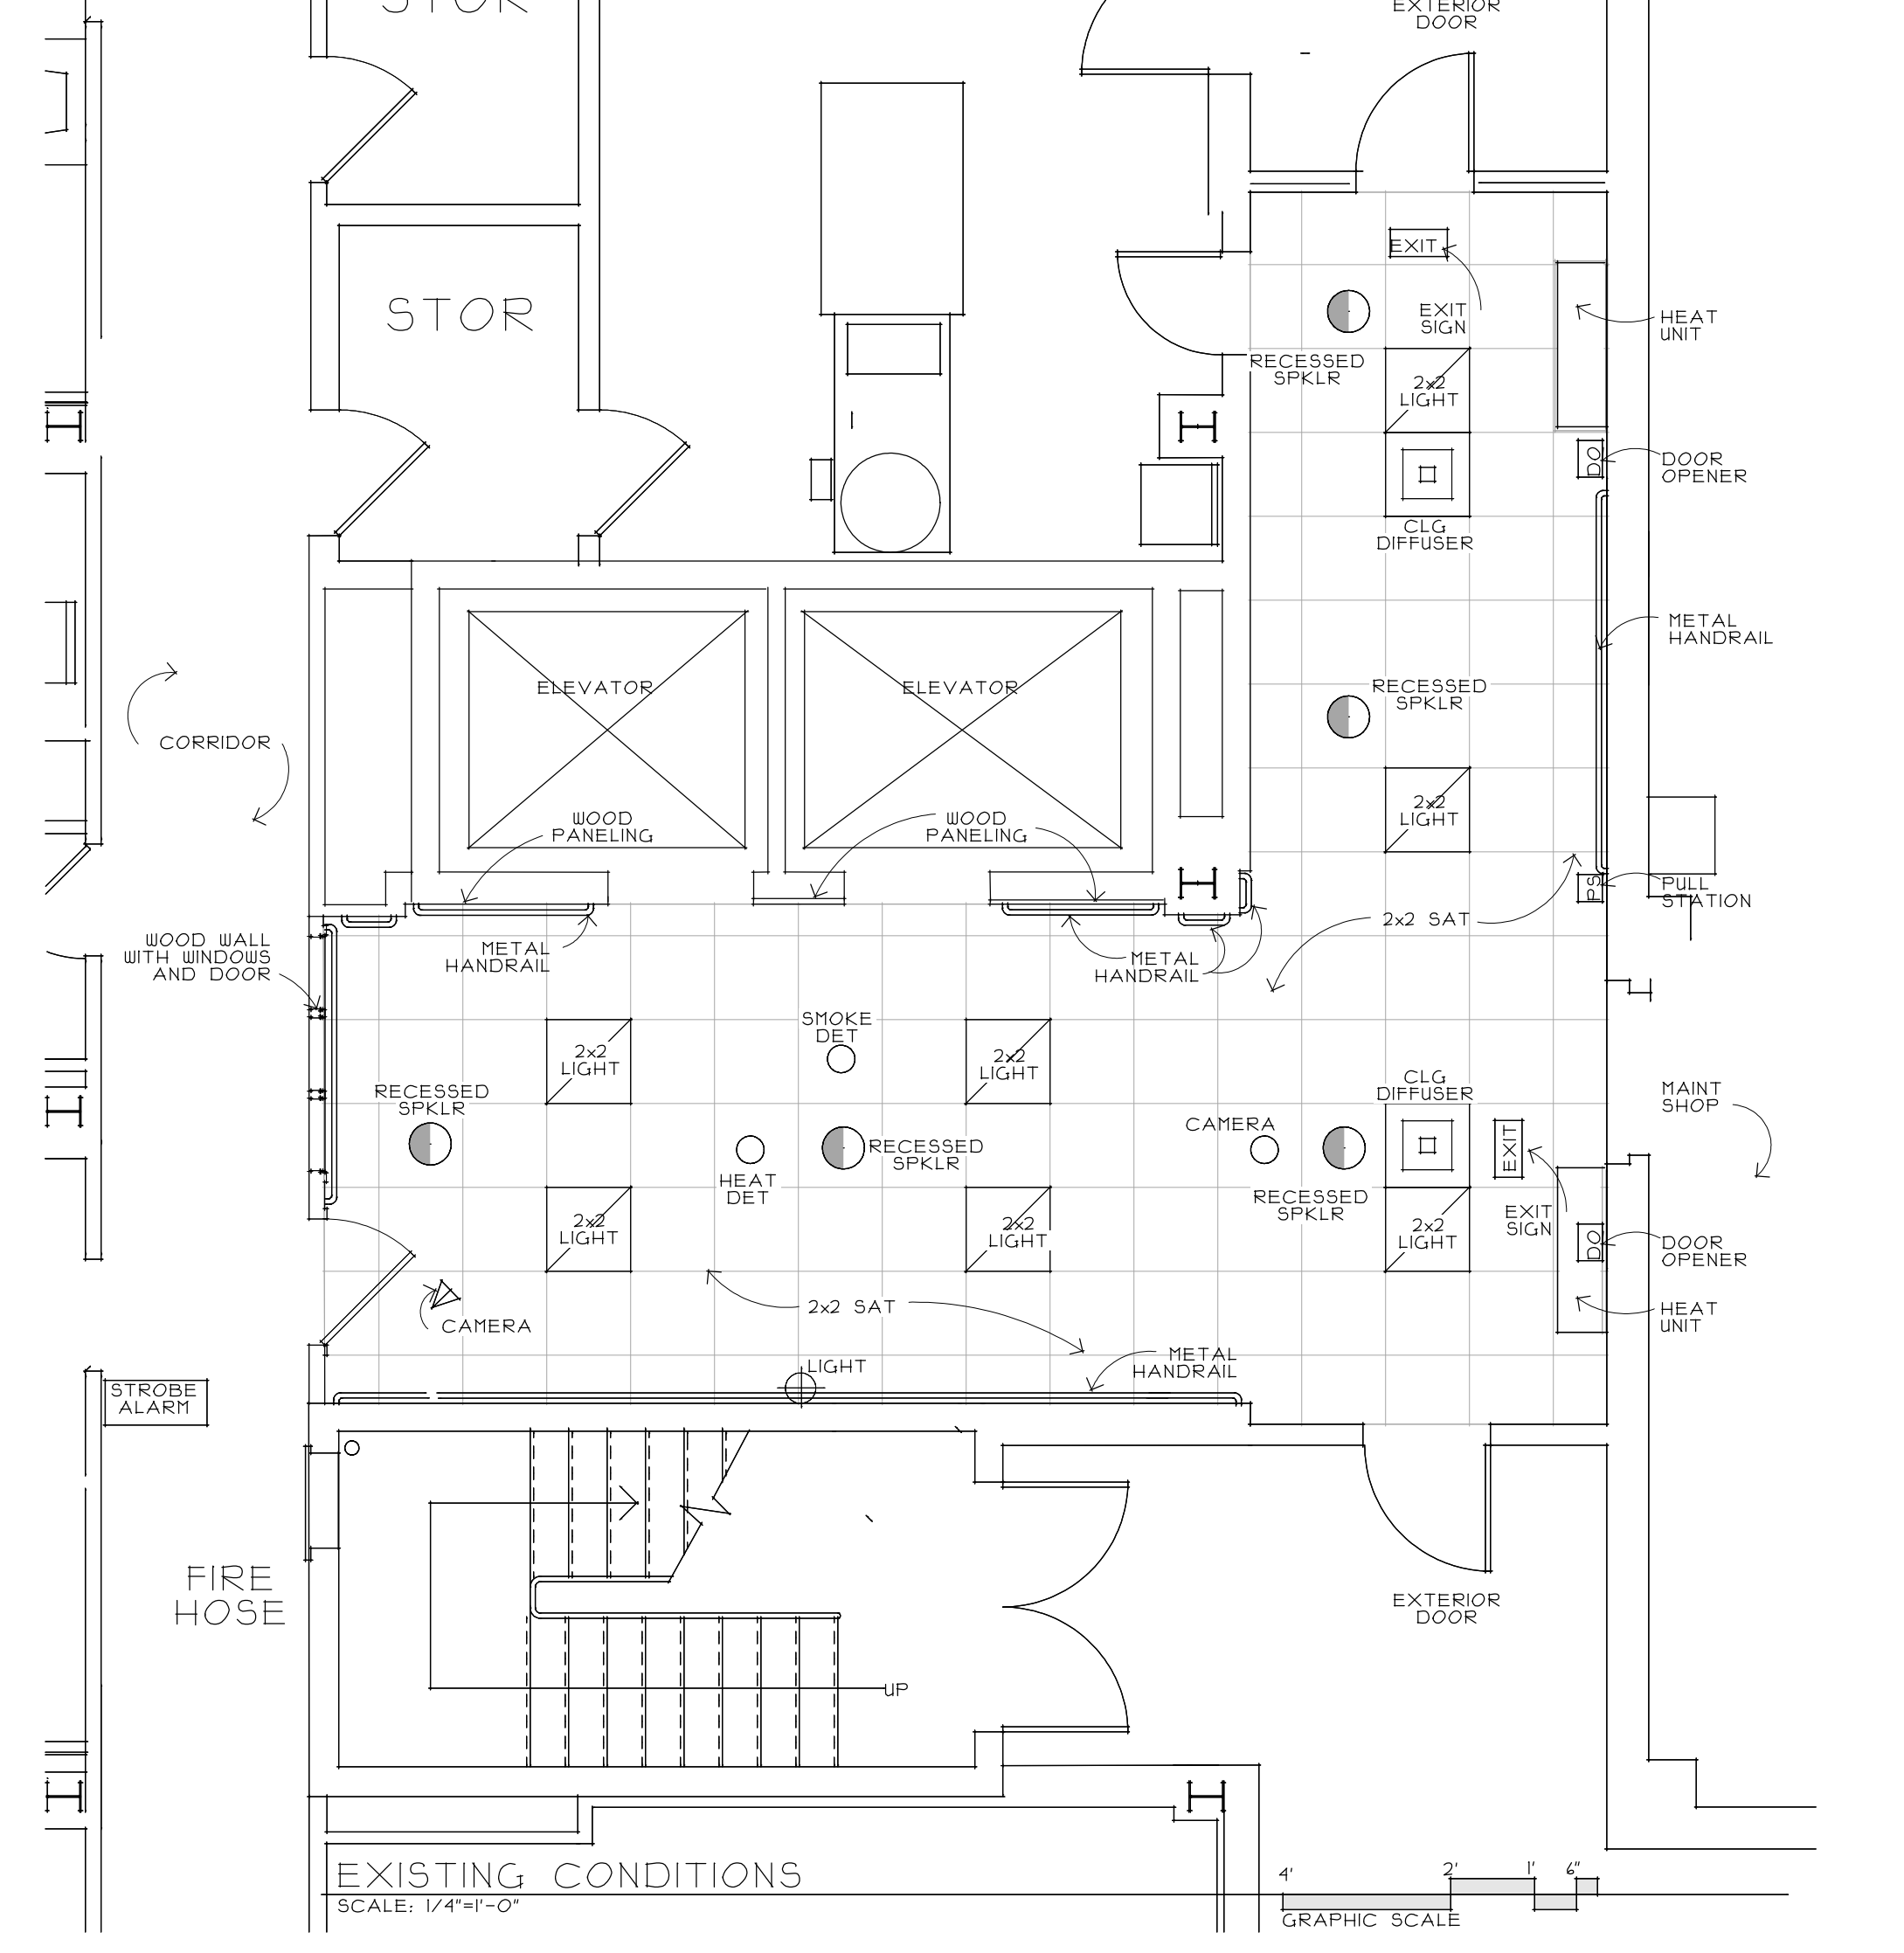 STOR
EXTERIOR
DOOR
EXIT
EXIT
SIGN
HEAT
UNIT
STOR
RECESSED
SPKLR
2x2
LIGHT
DO
DOOR
OPENER
CLG
DIFFUSER
METAL
HANDRAIL
ELEVATOR
ELEVATOR
RECESSED
SPKLR
CORRIDOR
2x2
LIGHT
WOOD
PANELING
WOOD
PANELING
PS
PULL
STATION
2x2 SAT
WOOD WALL
WITH WINDOWS
AND DOOR
METAL
HANDRAIL
METAL
HANDRAIL
SMOKE
DET
2x2
LIGHT
2x2
LIGHT
RECESSED
SPKLR
CLG
DIFFUSER
MAINT
SHOP
CAMERA
HEAT
DET
RECESSED
SPKLR
EXIT
RECESSED
SPKLR
EXIT
SIGN
2x2
LIGHT
2x2
LIGHT
2x2
LIGHT
DO
DOOR
OPENER
CAMERA
2x2 SAT
HEAT
UNIT
LIGHT
METAL
HANDRAIL
STROBE
ALARM
FIRE
HOSE
EXTERIOR
DOOR
UP
EXISTING CONDITIONS
SCALE: 1/4"=1'-0"
4' 2' 1' 6"
GRAPHIC SCALE